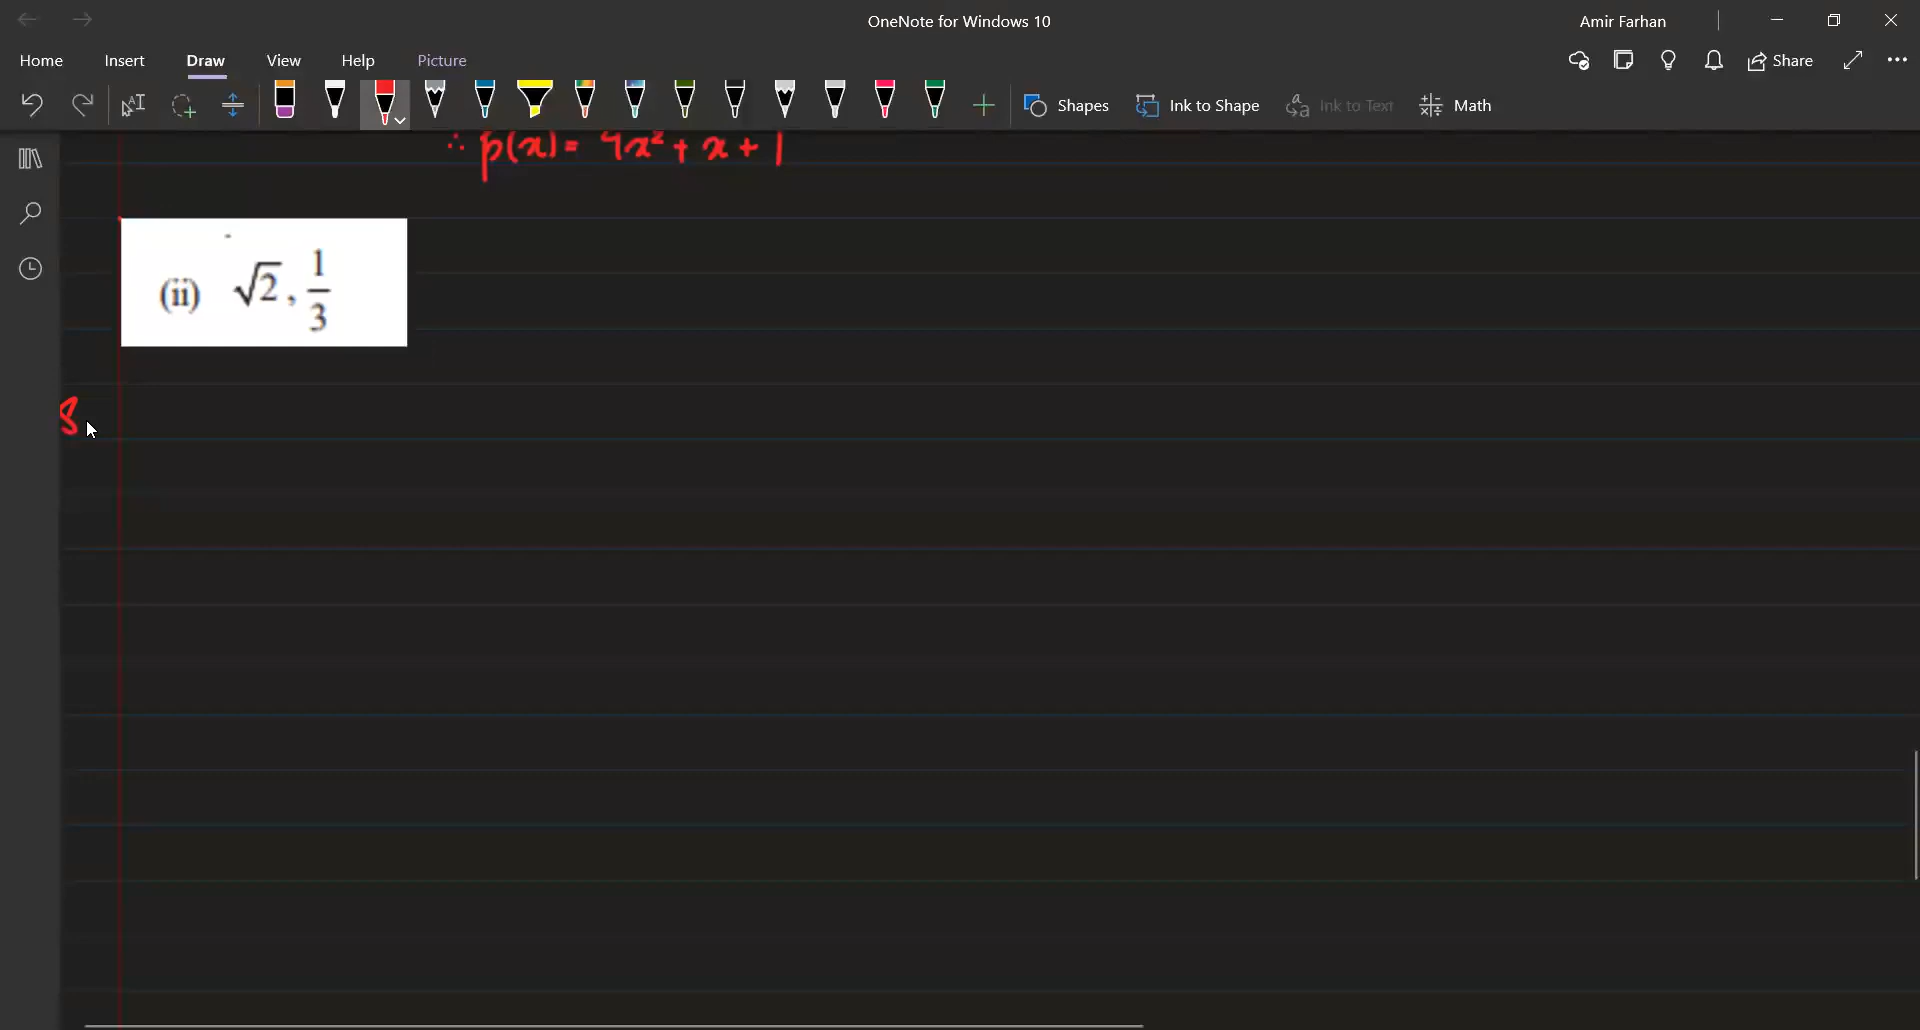 OneNote for Windows 10
Amir Farhan
Home Insert Draw View Help Picture
Share
Shapes Ink to Shape Ink to Text Math
∴ p(x) = 4x² + x + 1
(ii) √2, 1/3
8